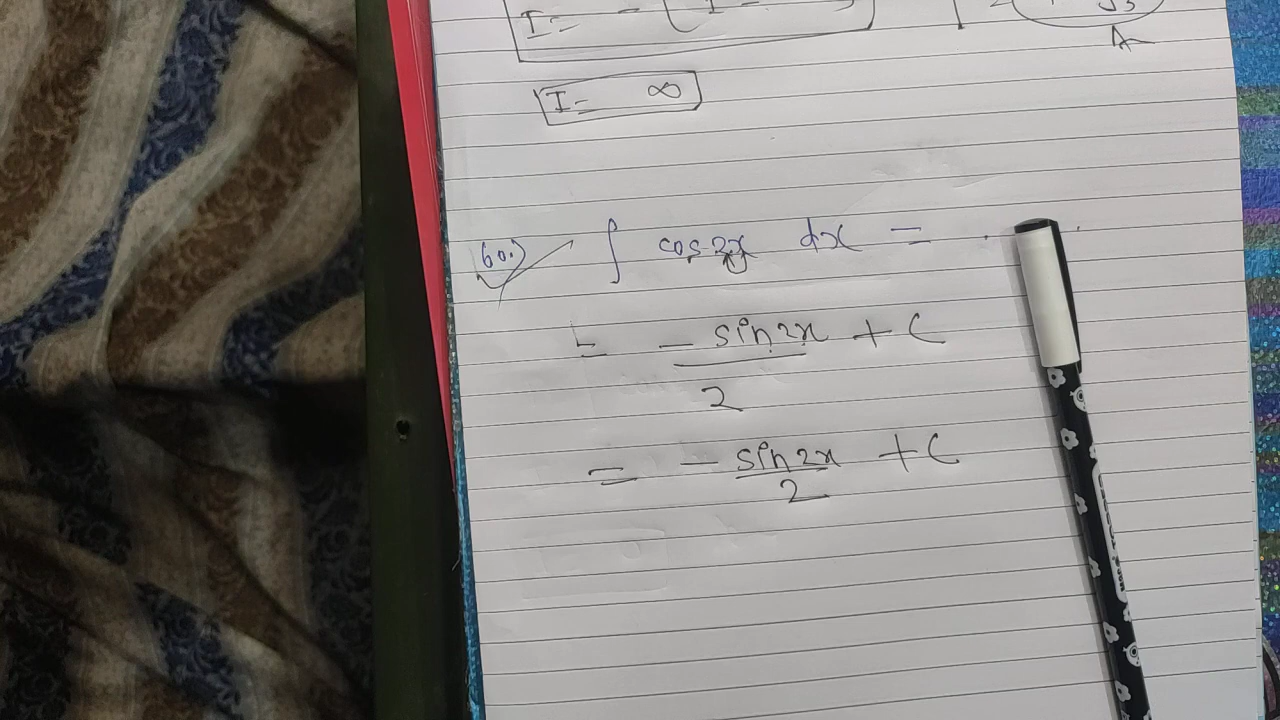 I = -
I = ∞
60.) ∫ cos 2x dx =
= - sin 2x / 2 + C
= - sin 2x / 2 + C